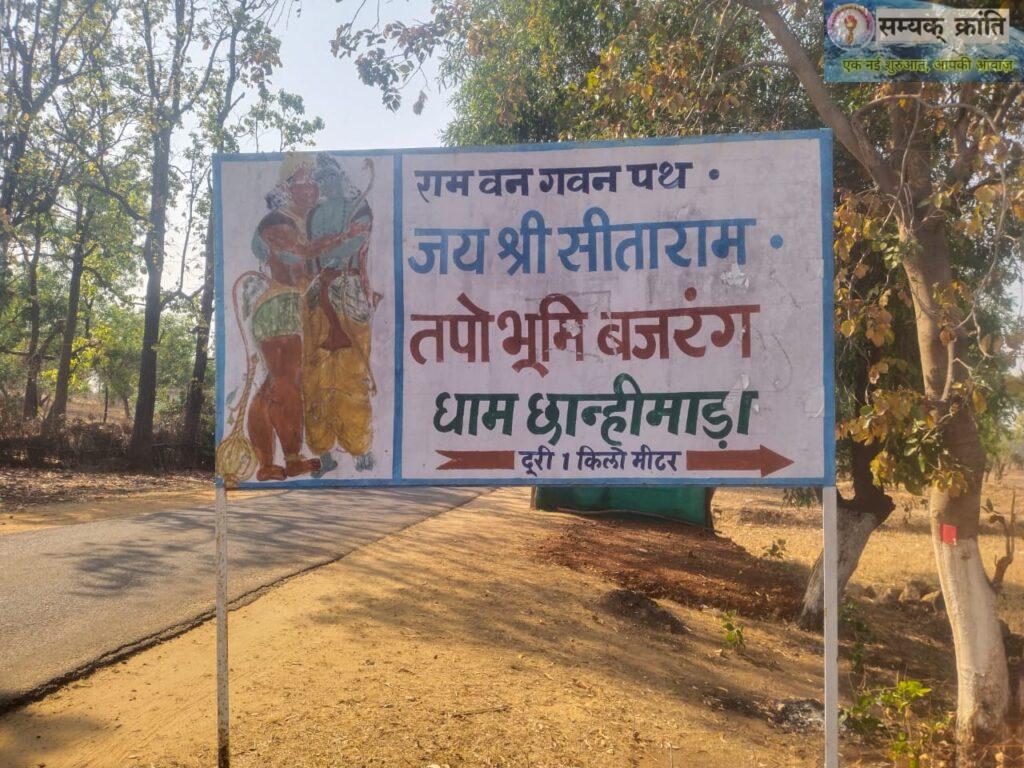 सम्यक् क्रांति
एक नई शुरुआत, आपकी आवाज़
राम वन गवन पथ •
जय श्री सीताराम •
तपो भूमि बजरंग
धाम छान्हीमाड़ा
दूरी 1 किलो मीटर